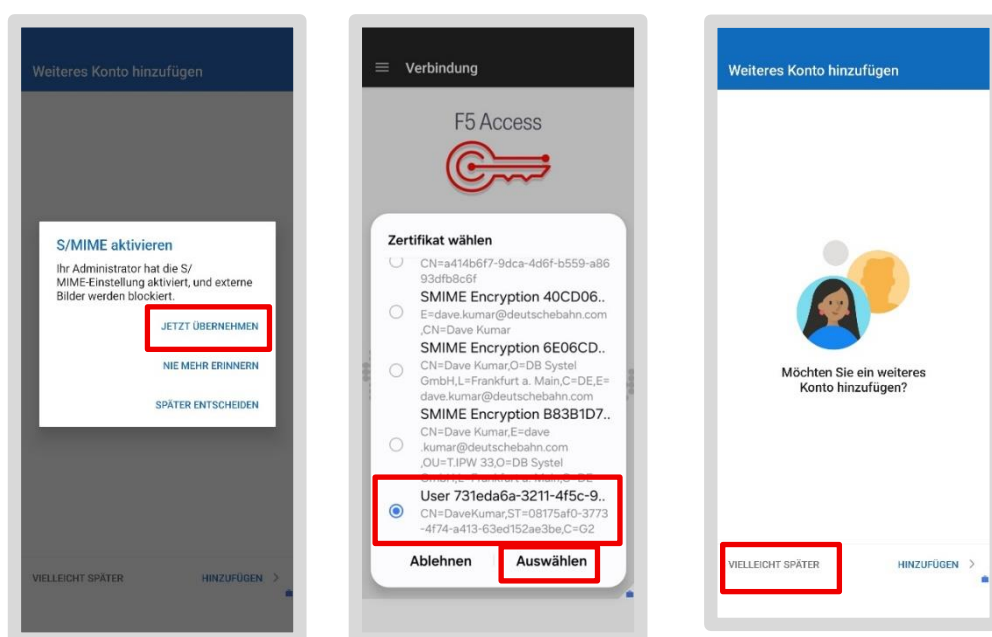 Weiteres Konto hinzufügen
S/MIME aktivieren
Ihr Administrator hat die S/
MIME-Einstellung aktiviert, und externe
Bilder werden blockiert.
JETZT ÜBERNEHMEN
NIE MEHR ERINNERN
SPÄTER ENTSCHEIDEN
VIELLEICHT SPÄTER
HINZUFÜGEN
Verbindung
F5 Access
Zertifikat wählen
CN=a414b6f7-9dca-4d6f-b559-a86
93dfb8c6f
SMIME Encryption 40CD06..
E=dave.kumar@deutschebahn.com
,CN=Dave Kumar
SMIME Encryption 6E06CD..
CN=Dave Kumar,O=DB Systel
GmbH,L=Frankfurt a. Main,C=DE,E=
dave.kumar@deutschebahn.com
SMIME Encryption B83B1D7..
CN=Dave Kumar,E=dave
.kumar@deutschebahn.com
,OU=T.IPW 33,O=DB Systel
GmbH,L=Frankfurt a. Main,C=DE
User 731eda6a-3211-4f5c-9..
CN=DaveKumar,ST=08175af0-3773
-4f74-a413-63ed152ae3be,C=G2
Ablehnen
Auswählen
Weiteres Konto hinzufügen
Möchten Sie ein weiteres
Konto hinzufügen?
VIELLEICHT SPÄTER
HINZUFÜGEN